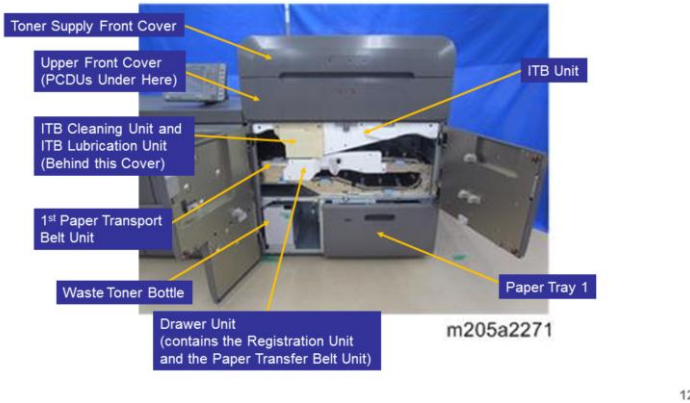 Toner Supply Front Cover
Upper Front Cover
(PCDUs Under Here)
ITB Unit
ITB Cleaning Unit and
ITB Lubrication Unit
(Behind this Cover)
1st Paper Transport
Belt Unit
Waste Toner Bottle
Paper Tray 1
Drawer Unit
(contains the Registration Unit
and the Paper Transfer Belt Unit)
m205a2271